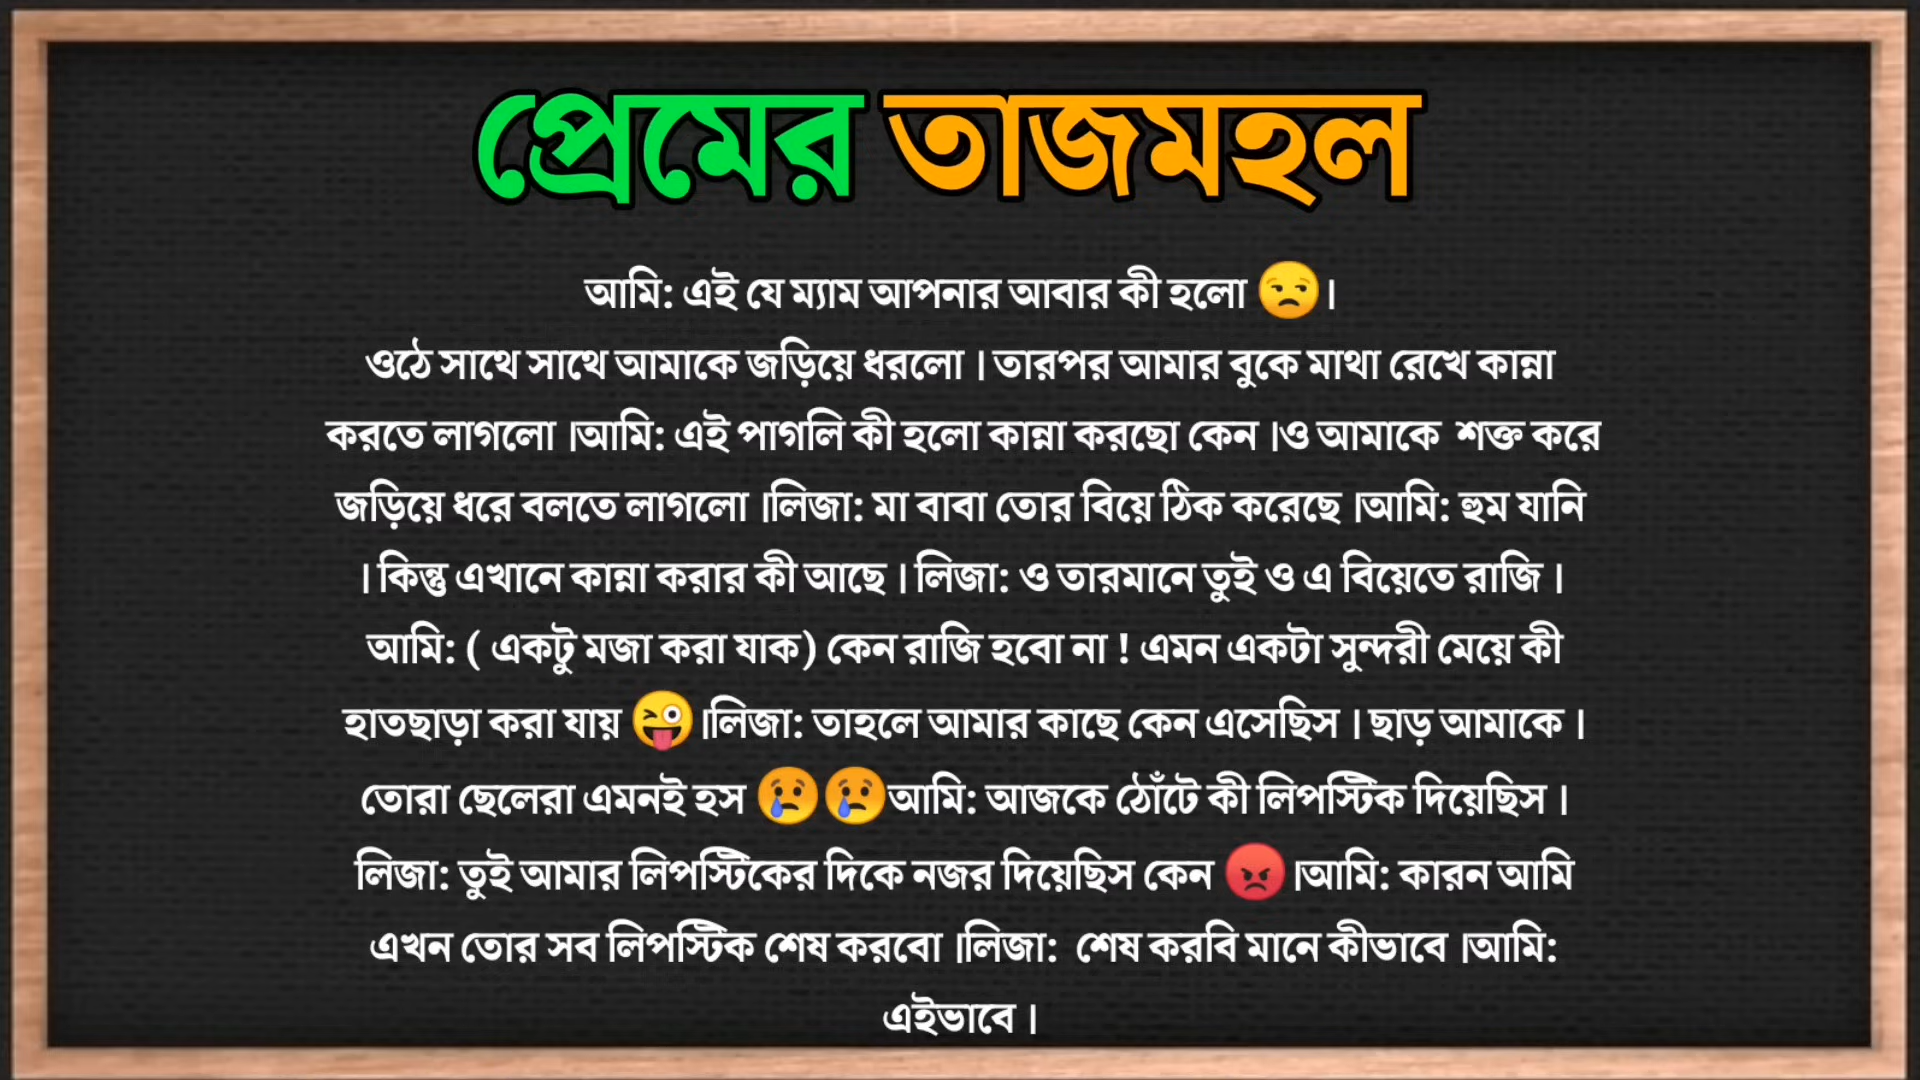 প্রেমের তাজমহল
আমি: এই যে ম্যাম আপনার আবার কী হলো 😒।
ওঠে সাথে সাথে আমাকে জড়িয়ে ধরলো । তারপর আমার বুকে মাথা রেখে কান্না
করতে লাগলো ।আমি: এই পাগলি কী হলো কান্না করছো কেন ।ও আমাকে  শক্ত করে
জড়িয়ে ধরে বলতে লাগলো ।লিজা: মা বাবা তোর বিয়ে ঠিক করেছে ।আমি: হুম যানি
। কিন্তু এখানে কান্না করার কী আছে । লিজা: ও তারমানে তুই ও এ বিয়েতে রাজি ।
আমি: ( একটু মজা করা যাক) কেন রাজি হবো না ! এমন একটা সুন্দরী মেয়ে কী
হাতছাড়া করা যায় 😜।লিজা: তাহলে আমার কাছে কেন এসেছিস । ছাড় আমাকে ।
তোরা ছেলেরা এমনই হস 😢😢আমি: আজকে ঠোঁটে কী লিপস্টিক দিয়েছিস ।
লিজা: তুই আমার লিপস্টিকের দিকে নজর দিয়েছিস কেন 😡।আমি: কারন আমি
এখন তোর সব লিপস্টিক শেষ করবো ।লিজা:  শেষ করবি মানে কীভাবে ।আমি:
এইভাবে ।